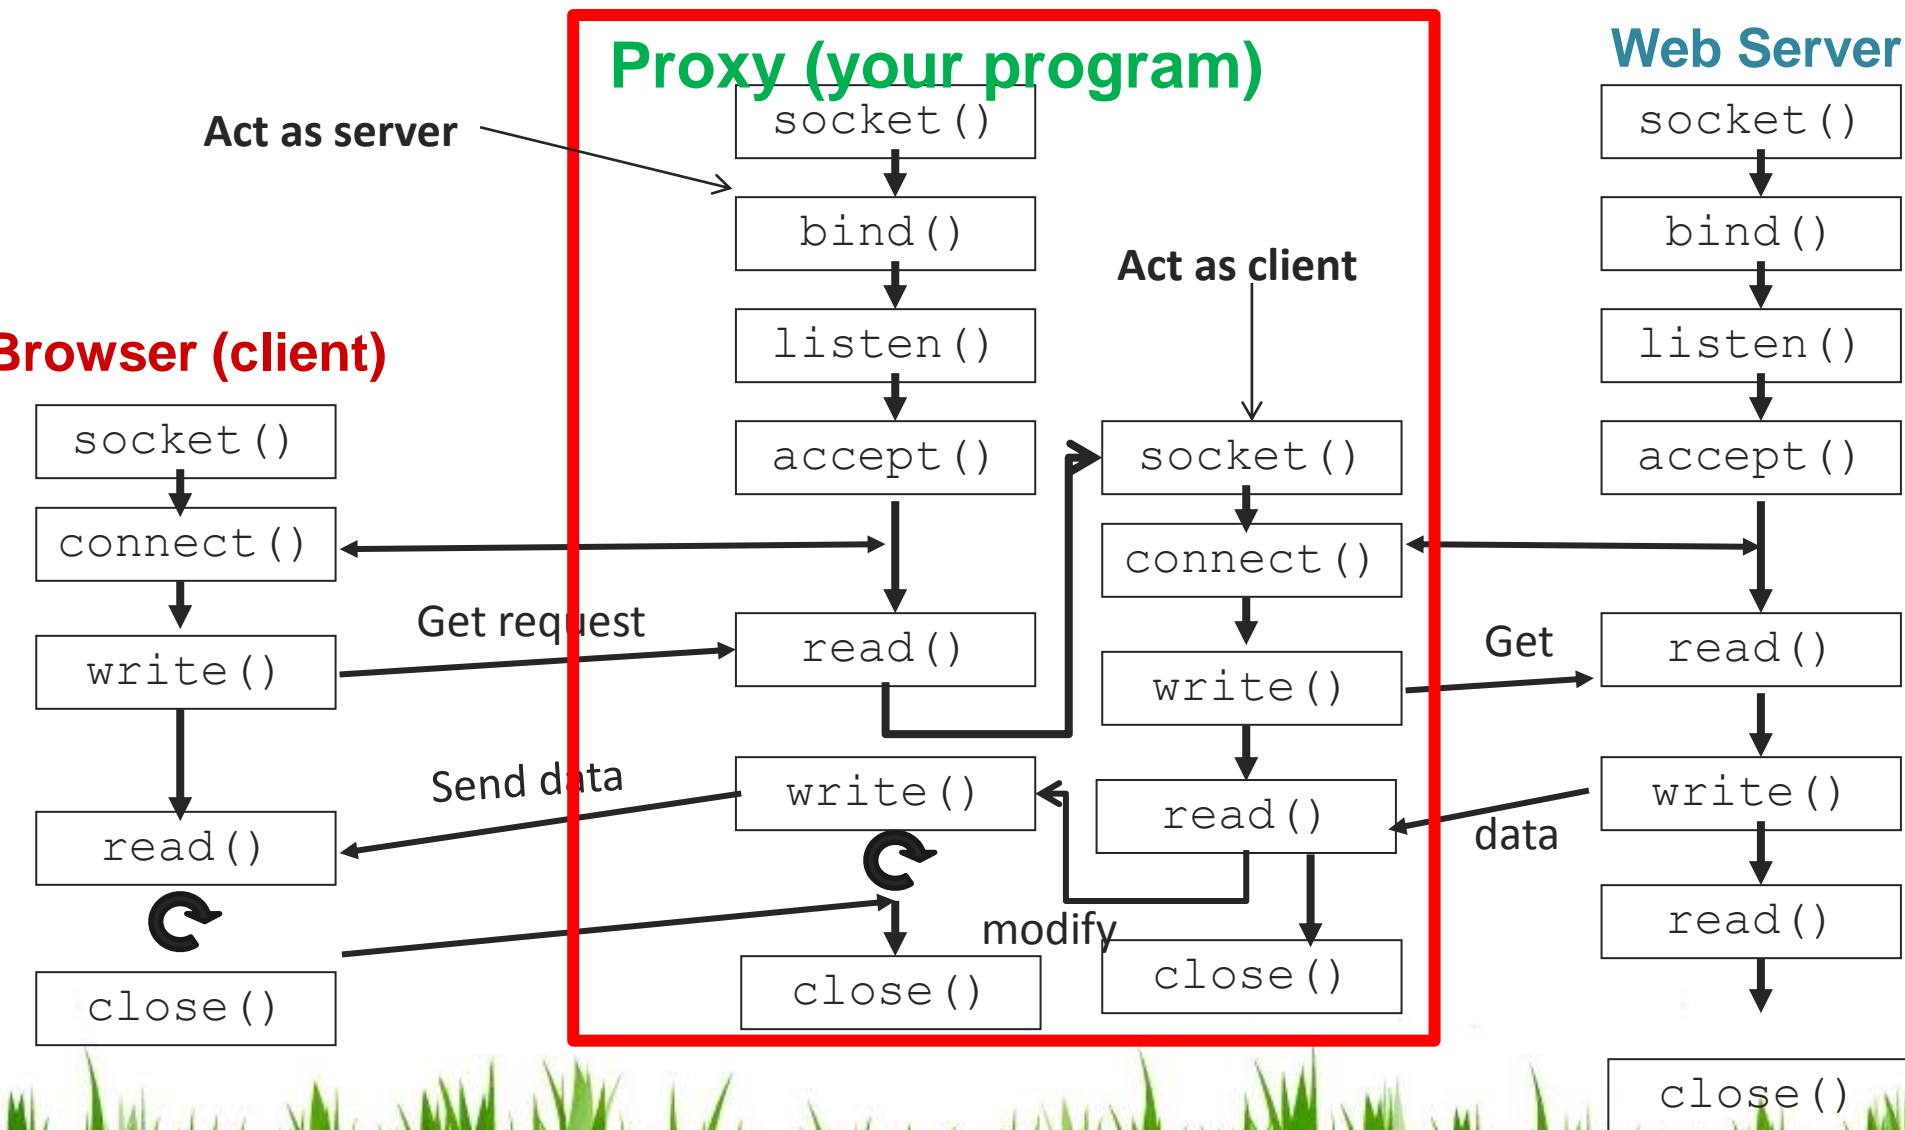 Proxy (your program)
Web Server
Act as server
Act as client
Browser (client)
socket()
connect()
write()
read()
close()
Get request
Send data
socket()
bind()
listen()
accept()
read()
write()
close()
modify
socket()
connect()
write()
read()
close()
Get
data
socket()
bind()
listen()
accept()
read()
write()
read()
close()